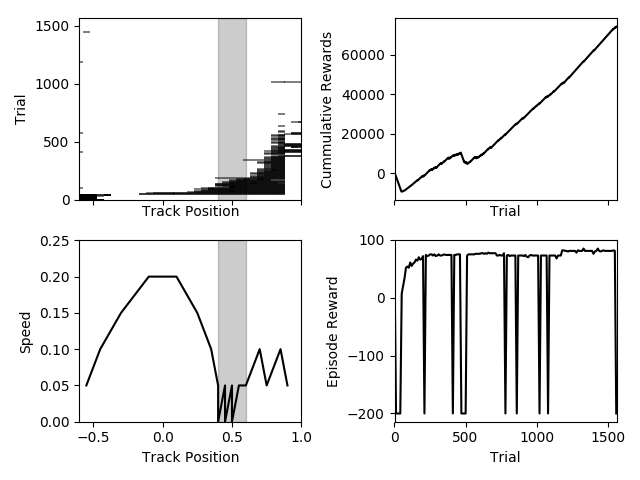 1500
1000
500
0
Trial
Track Position
60000
40000
20000
0
Cummulative Rewards
Trial
0.25
0.20
0.15
0.10
0.05
0.00
Speed
−0.5 0.0 0.5 1.0
Track Position
100
0
−100
−200
Episode Reward
0 500 1000 1500
Trial